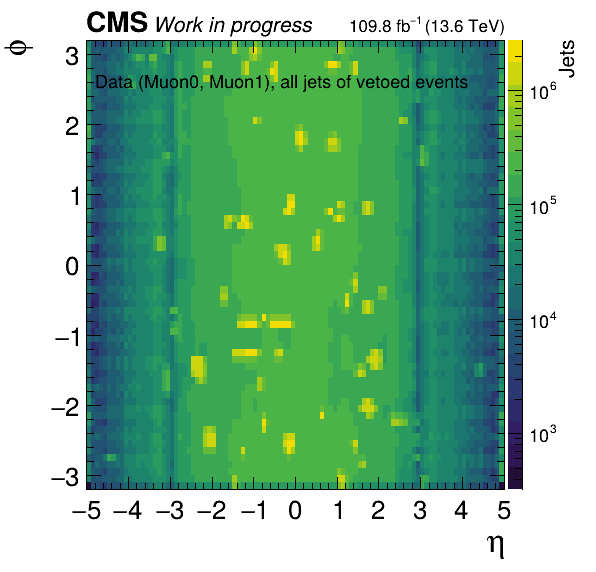 CMS Work in progress 109.8 fb⁻¹ (13.6 TeV)
Data (Muon0, Muon1), all jets of vetoed events
ϕ
3
2
1
0
−1
−2
−3
−5 −4 −3 −2 −1 0 1 2 3 4 5
η
Jets
10⁶
10⁵
10⁴
10³